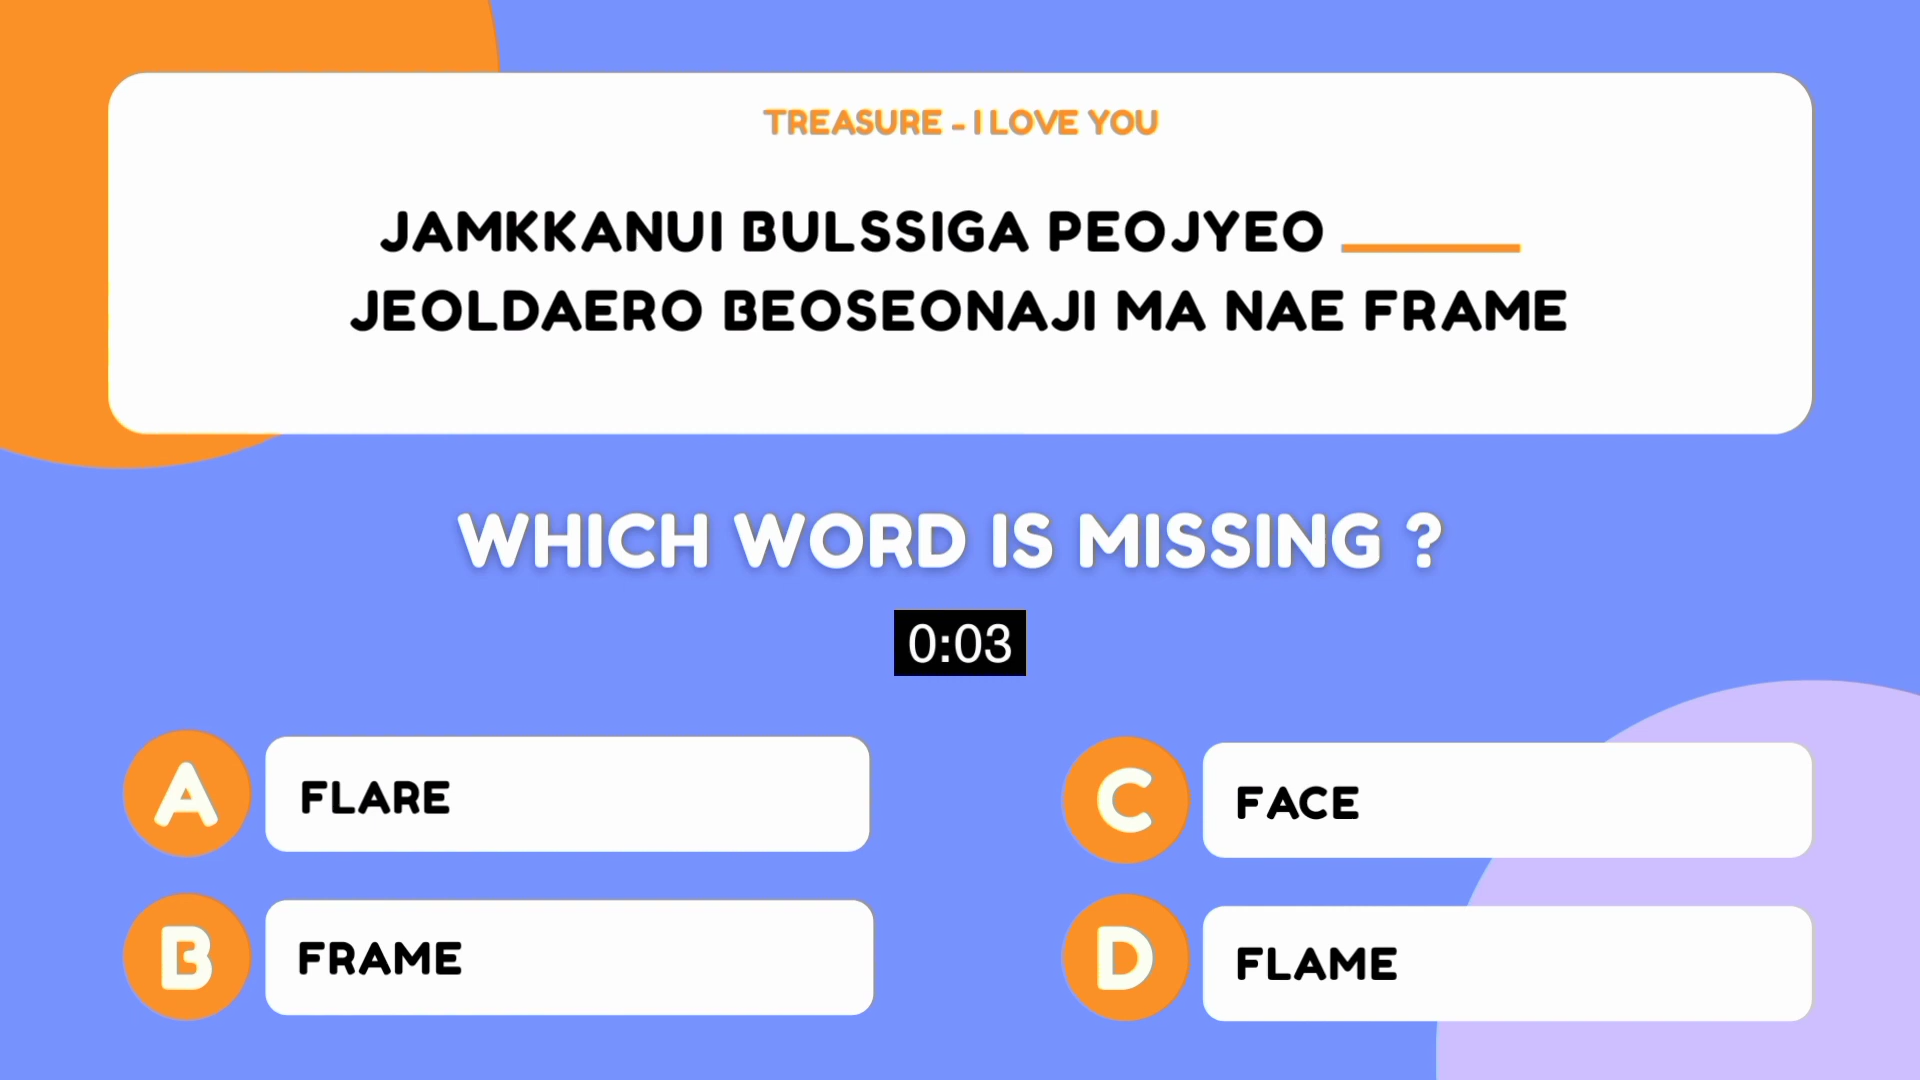 TREASURE - I LOVE YOU
JAMKKANUI BULSSIGA PEOJYEO
JEOLDAERO BEOSEONAJI MA NAE FRAME
WHICH WORD IS MISSING ?
0:03
A FLARE
B FRAME
C FACE
D FLAME